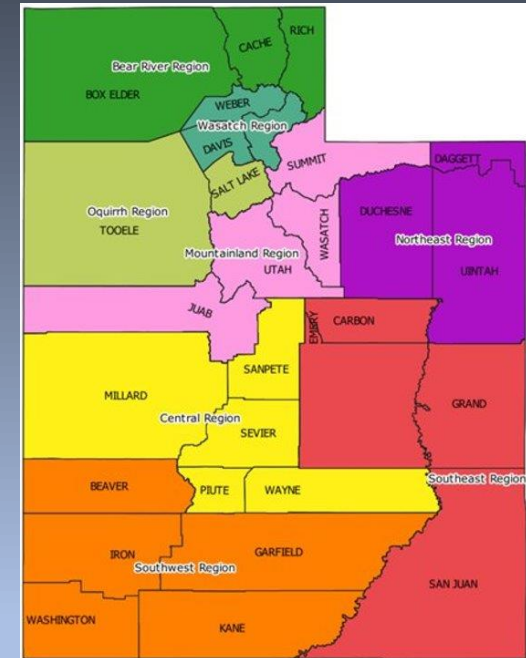 CACHE
RICH
Bear River Region
BOX ELDER
WEBER
Wasatch Region
DAVIS
SUMMIT
DAGGETT
SALT LAKE
Oquirrh Region
TOOELE
WASATCH
DUCHESNE
Northeast Region
Mountainland Region
UTAH
UINTAH
JUAB
EMBRY
CARBON
SANPETE
MILLARD
GRAND
Central Region
SEVIER
BEAVER
PIUTE
WAYNE
Southeast Region
IRON
GARFIELD
Southwest Region
SAN JUAN
WASHINGTON
KANE